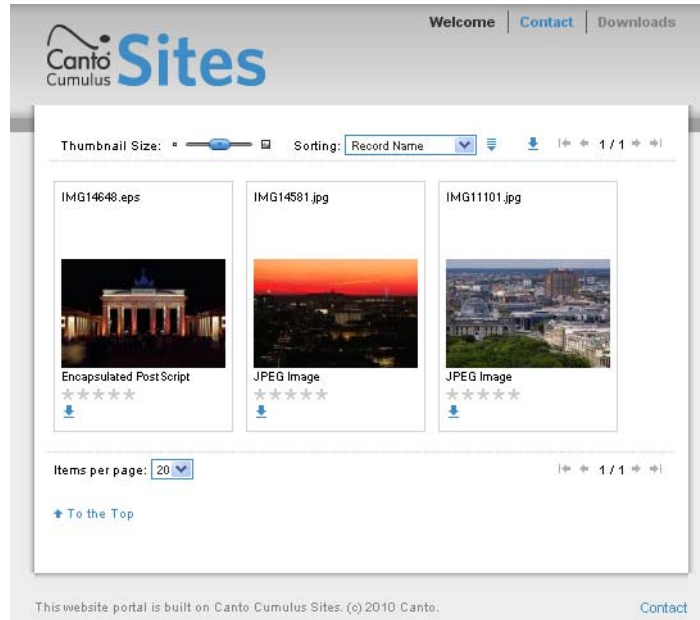 Welcome Contact Downloads
Canto
Cumulus
Sites
Thumbnail Size: Sorting: Record Name 1 / 1
IMG14648.eps
Encapsulated PostScript
IMG14581.jpg
JPEG Image
IMG11101.jpg
JPEG Image
Items per page: 20 1 / 1
To the Top
This website portal is built on Canto Cumulus Sites. (c) 2010 Canto. Contact